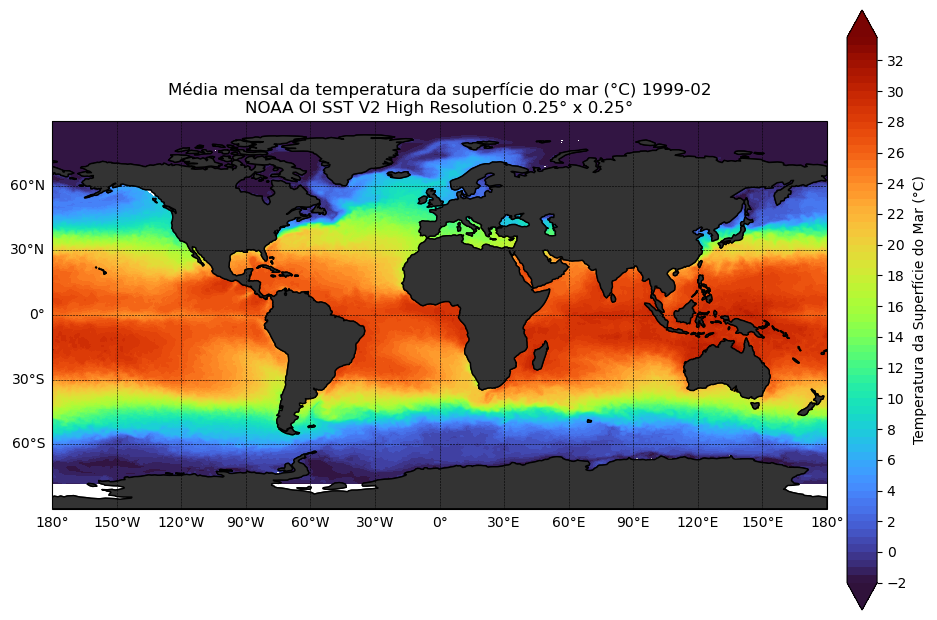 Média mensal da temperatura da superfície do mar (°C) 1999-02
NOAA OI SST V2 High Resolution 0.25° x 0.25°
60°N
30°N
0°
30°S
60°S
180° 150°W 120°W 90°W 60°W 30°W 0° 30°E 60°E 90°E 120°E 150°E 180°
32
30
28
26
24
22
20
18
16
14
12
10
8
6
4
2
0
−2
Temperatura da Superfície do Mar (°C)